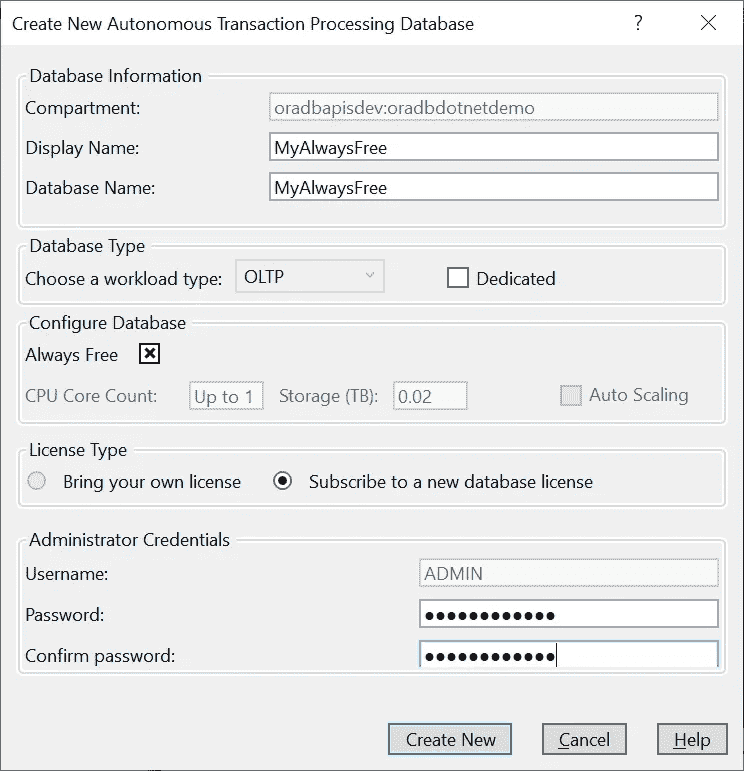 Create New Autonomous Transaction Processing Database ?
Database Information
Compartment: oradbapisdev:oradbdotnetdemo
Display Name: MyAlwaysFree
Database Name: MyAlwaysFree
Database Type
Choose a workload type: OLTP Dedicated
Configure Database
Always Free
CPU Core Count: Up to 1 Storage (TB): 0.02 Auto Scaling
License Type
Bring your own license Subscribe to a new database license
Administrator Credentials
Username: ADMIN
Password: ●●●●●●●●●●●●
Confirm password: ●●●●●●●●●●●●
Create New Cancel Help